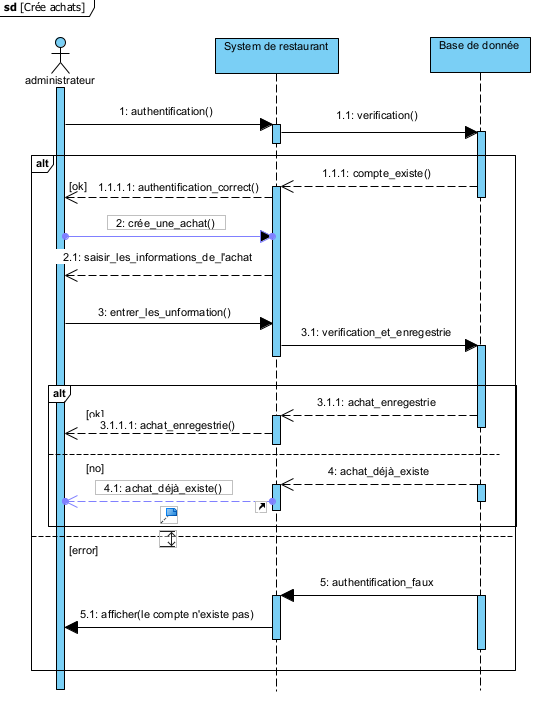 sd [Crée achats]
System de restaurant
Base de donnée
administrateur
1: authentification()
1.1: verification()
alt
1.1.1: compte_existe()
[ok]
1.1.1.1: authentification_correct()
2: crée_une_achat()
2.1: saisir_les_informations_de_l'achat
3: entrer_les_unformation()
3.1: verification_et_enregestrie
alt
3.1.1: achat_enregestrie
[ok]
3.1.1.1: achat_enregestrie()
[no]
4: achat_déjà_existe
4.1: achat_déjà_existe()
[error]
5: authentification_faux
5.1: afficher(le compte n'existe pas)